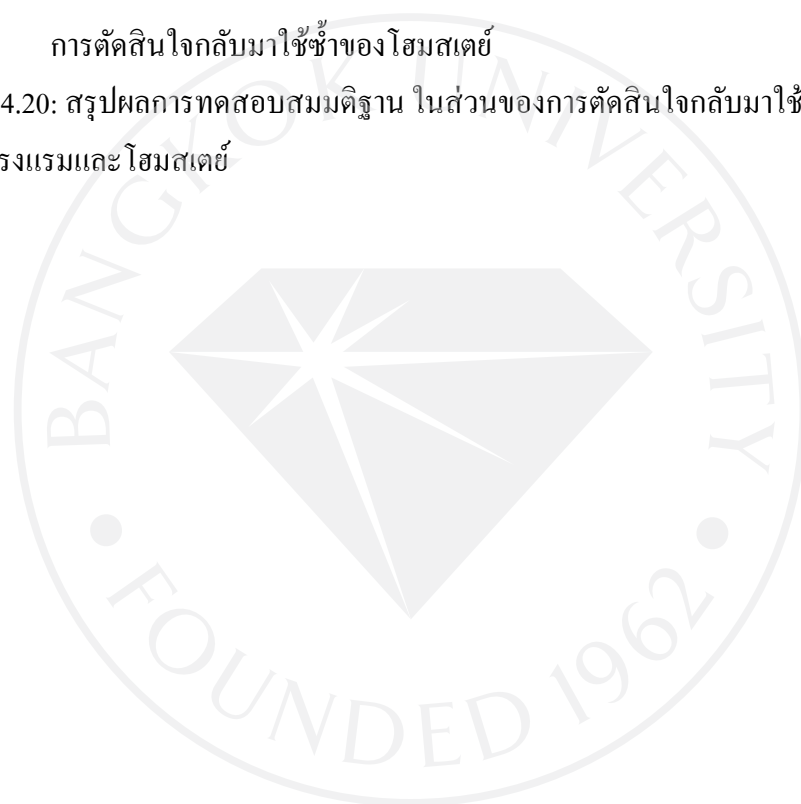 การตัดสินใจกลับมาใช้ซ้ำของโฮมสเตย์
4.20: สรุปผลการทดสอบสมมติฐาน ในส่วนของการตัดสินใจกลับมาใช้
รงแรมและโฮมสเตย์
BANGKOK UNIVERSITY
FOUNDED 1962